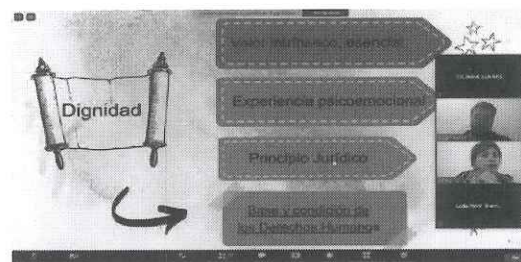 Dignidad
Valor intrínseco, esencial
Experiencia psicoemocional
Principio Jurídico
Base y condición de
los Derechos Humanos